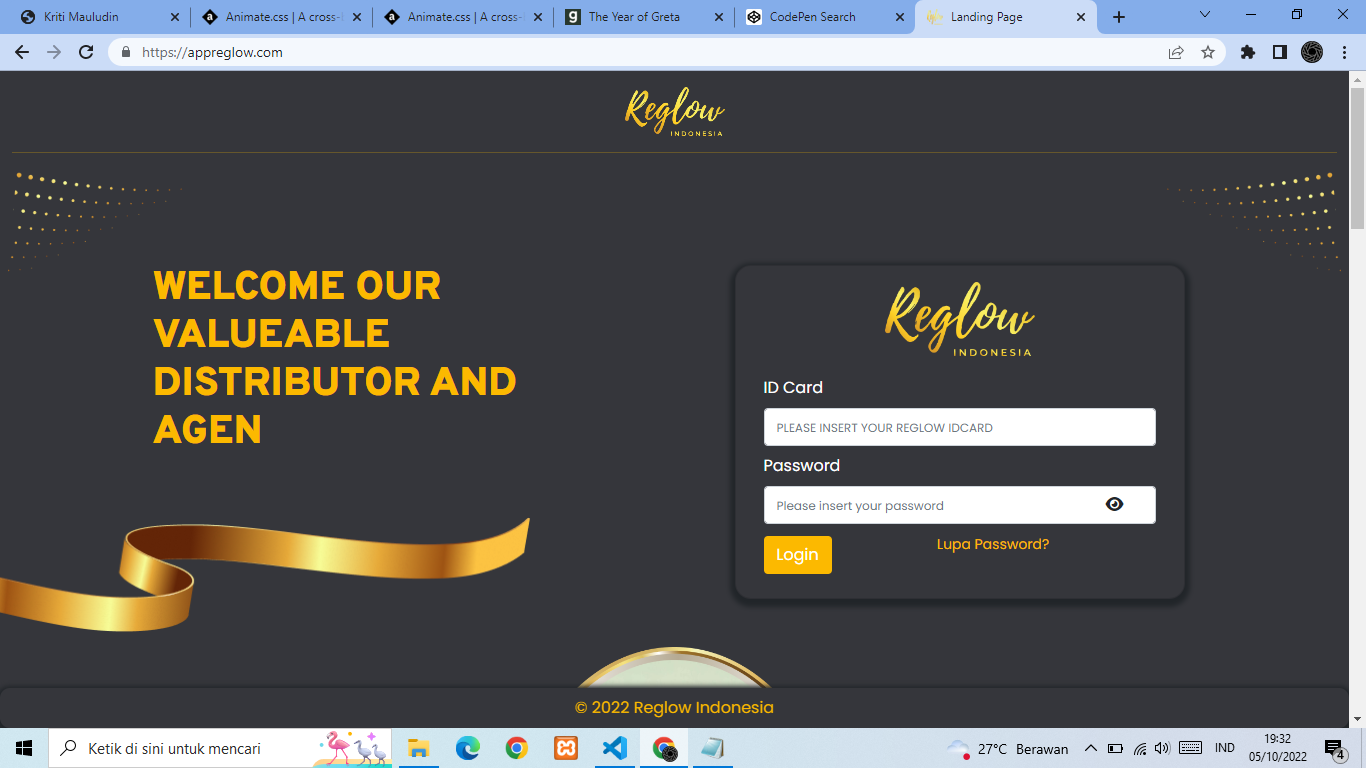 Kriti Mauludin
Animate.css | A cross-
Animate.css | A cross-
The Year of Greta
CodePen Search
Landing Page
https://appreglow.com
Reglow
INDONESIA
WELCOME OUR
VALUEABLE
DISTRIBUTOR AND
AGEN
Reglow
INDONESIA
ID Card
PLEASE INSERT YOUR REGLOW IDCARD
Password
Please insert your password
Login
Lupa Password?
© 2022 Reglow Indonesia
Ketik di sini untuk mencari
27°C Berawan
IND
19:32
05/10/2022
4